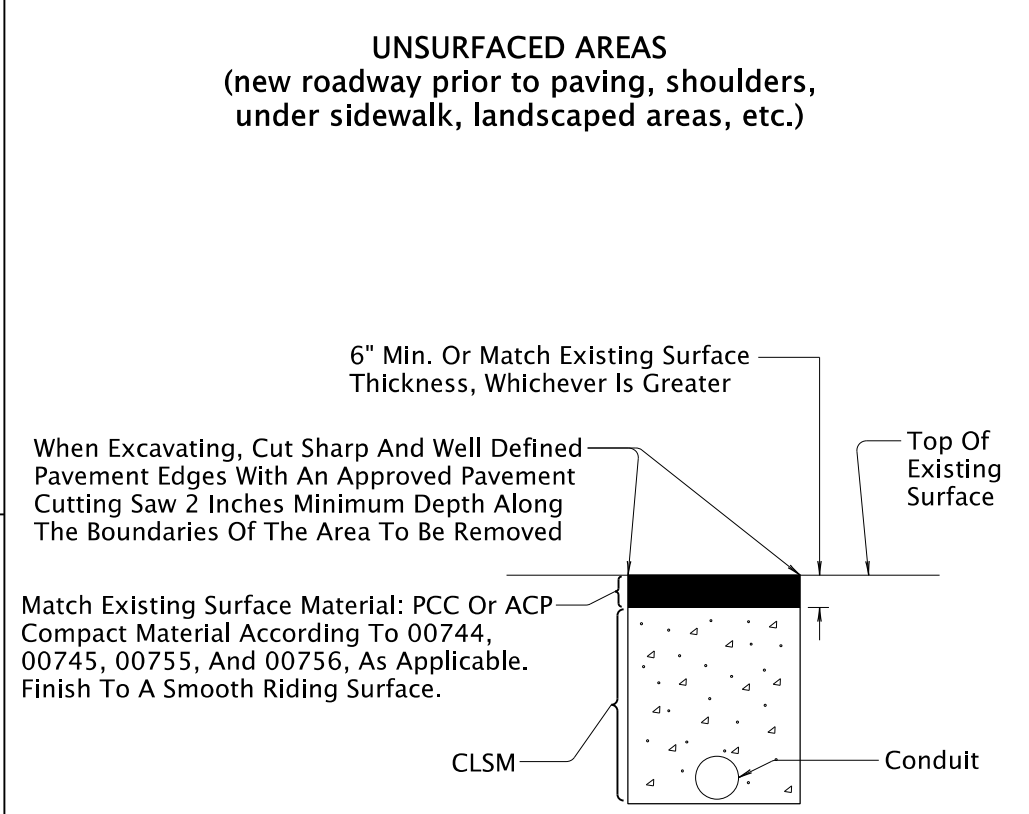 UNSURFACED AREAS
(new roadway prior to paving, shoulders,
under sidewalk, landscaped areas, etc.)
6" Min. Or Match Existing Surface
Thickness, Whichever Is Greater
When Excavating, Cut Sharp And Well Defined
Pavement Edges With An Approved Pavement
Cutting Saw 2 Inches Minimum Depth Along
The Boundaries Of The Area To Be Removed
Top Of
Existing
Surface
Match Existing Surface Material: PCC Or ACP
Compact Material According To 00744,
00745, 00755, And 00756, As Applicable.
Finish To A Smooth Riding Surface.
CLSM
Conduit